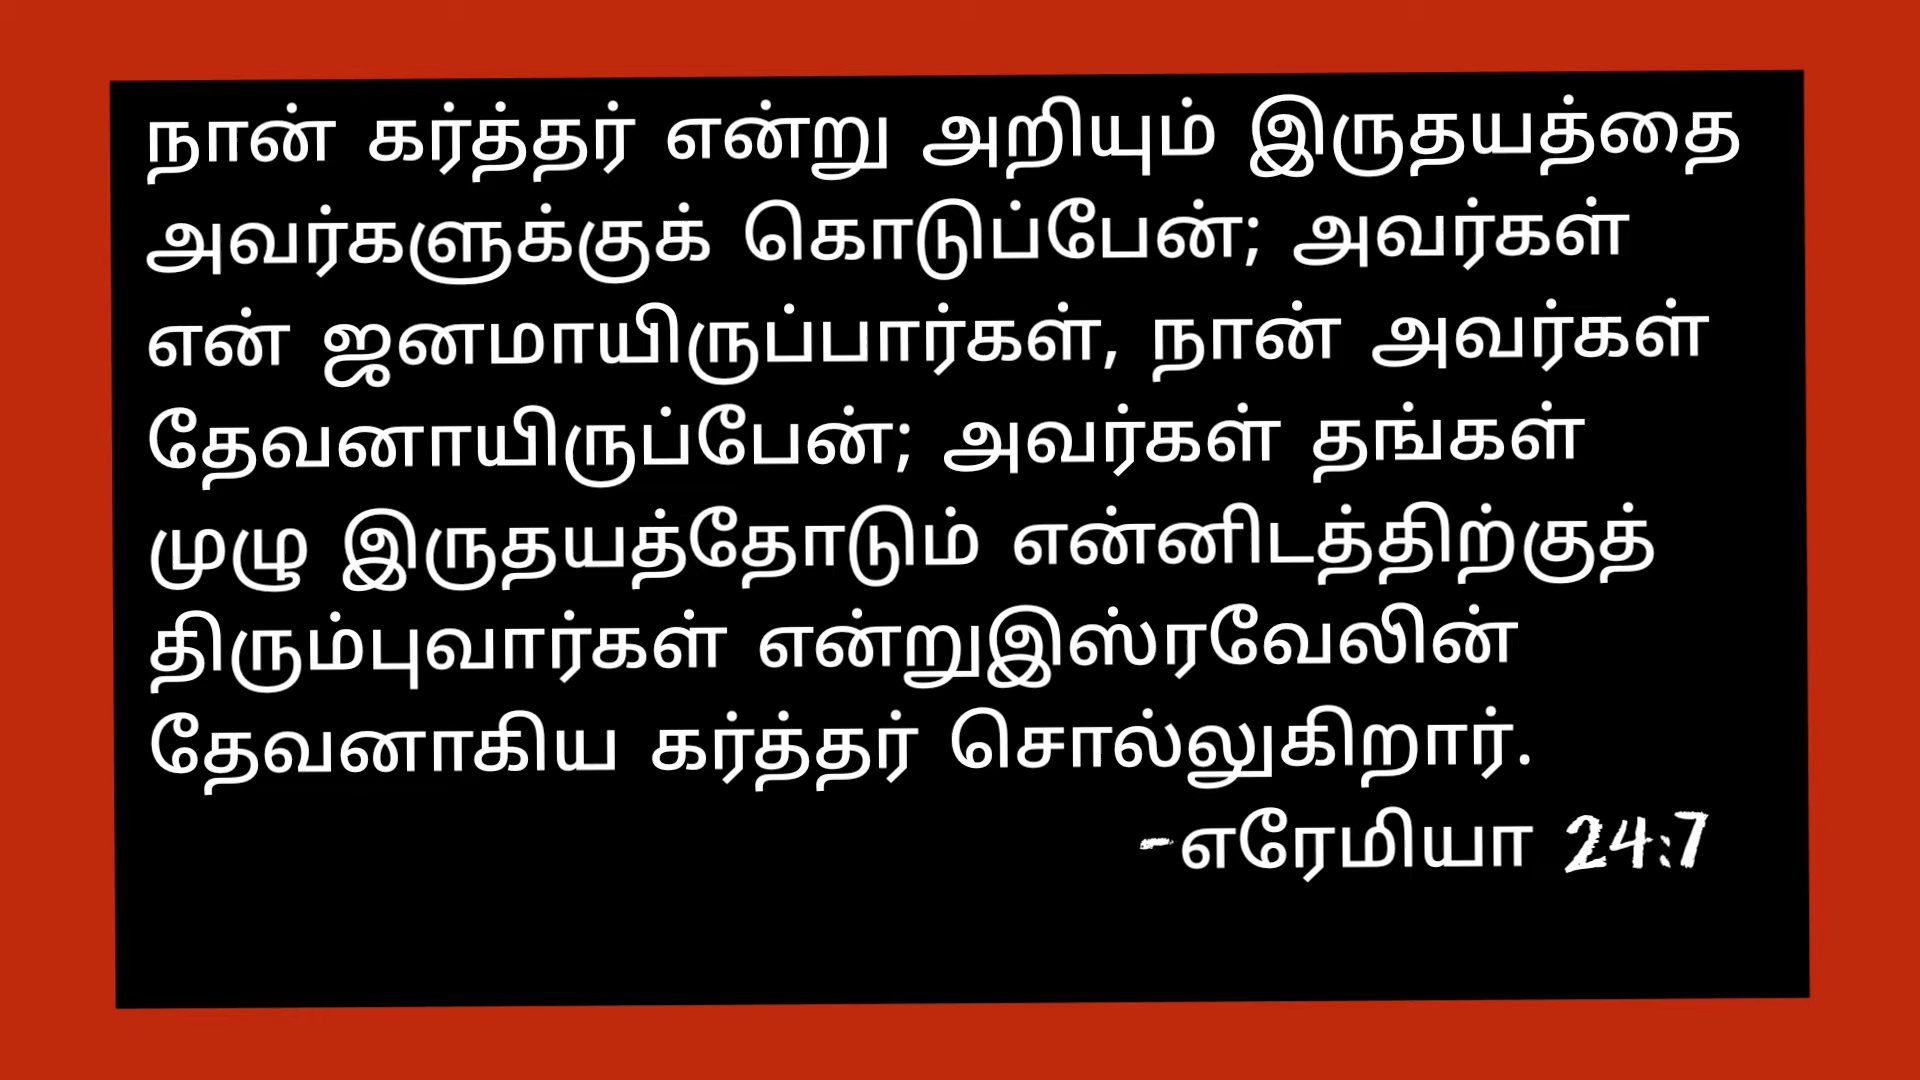 நான் கர்த்தர் என்று அறியும் இருதயத்தை
அவர்களுக்குக் கொடுப்பேன்; அவர்கள்
என் ஜனமாயிருப்பார்கள், நான் அவர்கள்
தேவனாயிருப்பேன்; அவர்கள் தங்கள்
முழு இருதயத்தோடும் என்னிடத்திற்குத்
திரும்புவார்கள் என்றுஇஸ்ரவேலின்
தேவனாகிய கர்த்தர் சொல்லுகிறார்.
-எரேமியா 24:7